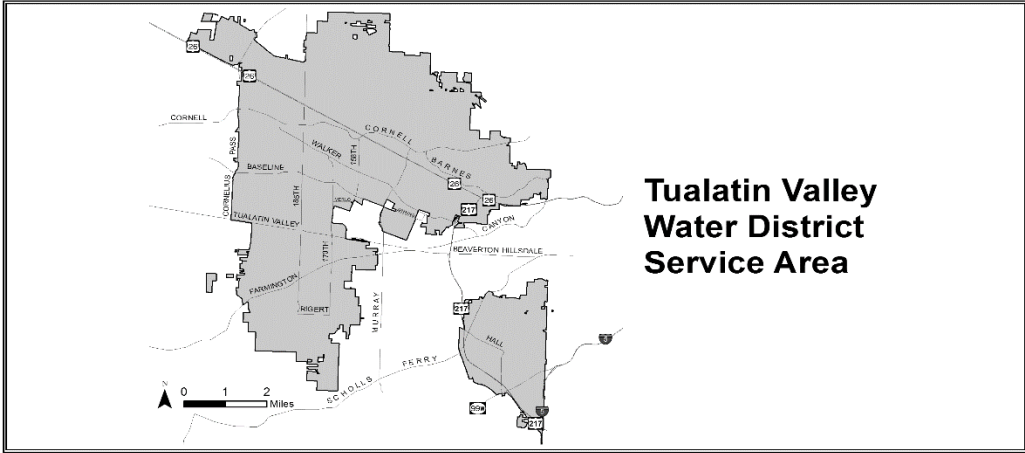 26
26
CORNELL
CORNELL
PASS
WALKER
158TH
BARNES
BASELINE
185TH
26
26
CORNELIUS
217
TUALATIN VALLEY
CANYON
170TH
BEAVERTON HILLSDALE
FARMINGTON
RIGERT
MURRAY
217
HALL
5
SCHOLLS FERRY
N
0 1 2
Miles
99w
5
217
Tualatin Valley
Water District
Service Area